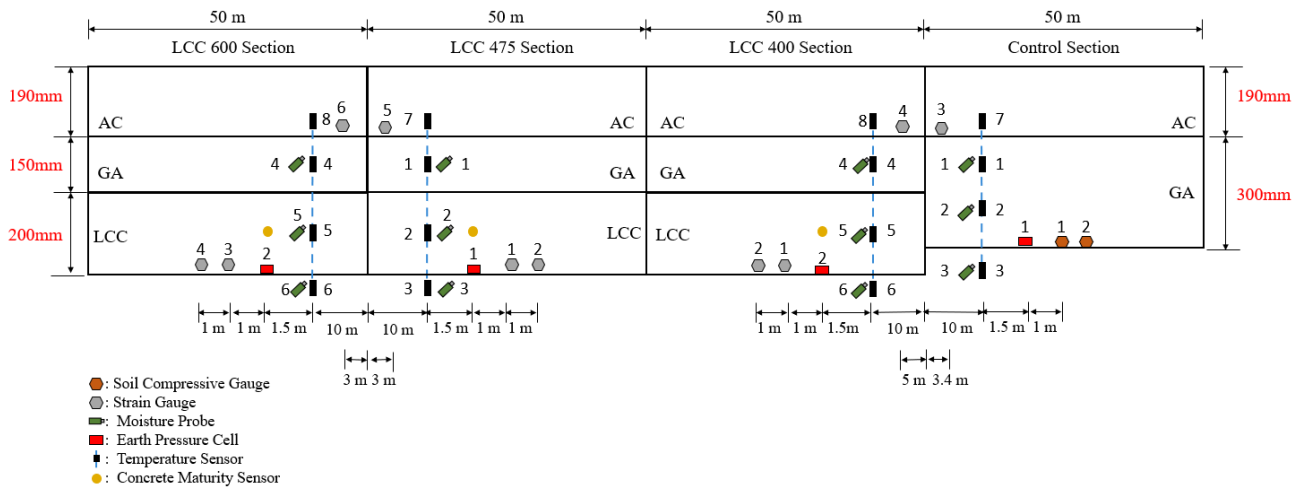 50 m 50 m 50 m 50 m
LCC 600 Section LCC 475 Section LCC 400 Section Control Section
190mm 190mm
6 5 4 3
8 7 8 7
AC AC AC AC
150mm 300mm
4 4 1 1 4 4 1 1
GA GA GA GA
2 2
200mm
5 5 2 2 5 5
LCC LCC LCC
4 3 2 1 1 2 2 1 2 1 1 2
6 6 3 3 6 6 3 3
1 m 1 m 1.5 m 10 m 10 m 1.5 m 1 m 1 m 1 m 1 m 1.5m 10 m 10 m 1.5 m 1 m
3 m 3 m 5 m 3.4 m
: Soil Compressive Gauge
: Strain Gauge
: Moisture Probe
: Earth Pressure Cell
: Temperature Sensor
: Concrete Maturity Sensor